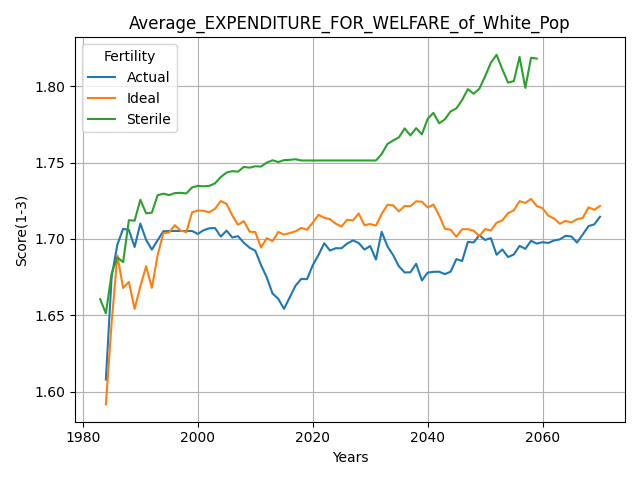 Average_EXPENDITURE_FOR_WELFARE_of_White_Pop
Fertility
Actual
Ideal
Sterile
Score(1-3)
1.80
1.75
1.70
1.65
1.60
1980
2000
2020
2040
2060
Years